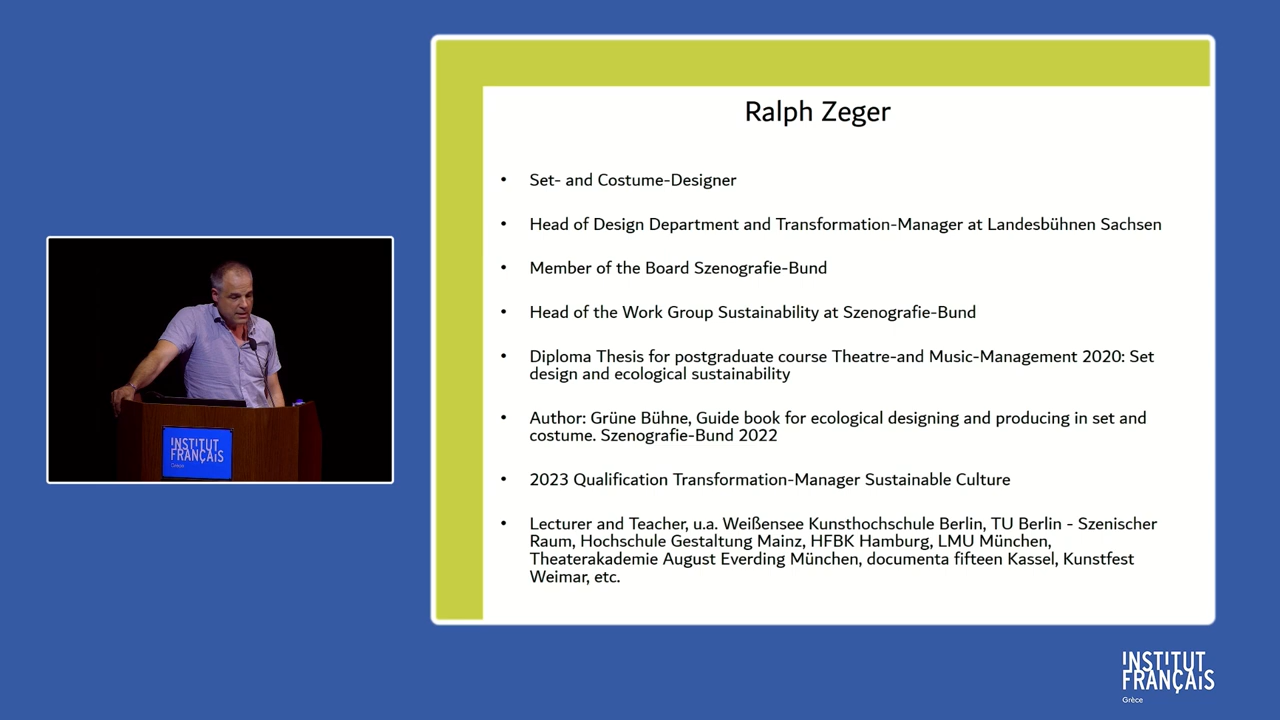 Ralph Zeger
• Set- and Costume-Designer
• Head of Design Department and Transformation-Manager at Landesbühnen Sachsen
• Member of the Board Szenografie-Bund
• Head of the Work Group Sustainability at Szenografie-Bund
• Diploma Thesis for postgraduate course Theatre-and Music-Management 2020: Set
design and ecological sustainability
• Author: Grüne Bühne, Guide book for ecological designing and producing in set and
costume. Szenografie-Bund 2022
• 2023 Qualification Transformation-Manager Sustainable Culture
• Lecturer and Teacher, u.a. Weißensee Kunsthochschule Berlin, TU Berlin - Szenischer
Raum, Hochschule Gestaltung Mainz, HFBK Hamburg, LMU München,
Theaterakademie August Everding München, documenta fifteen Kassel, Kunstfest
Weimar, etc.
INSTITUT
FRANÇAIS
Grèce
INSTITUT
FRANÇAIS
Grèce